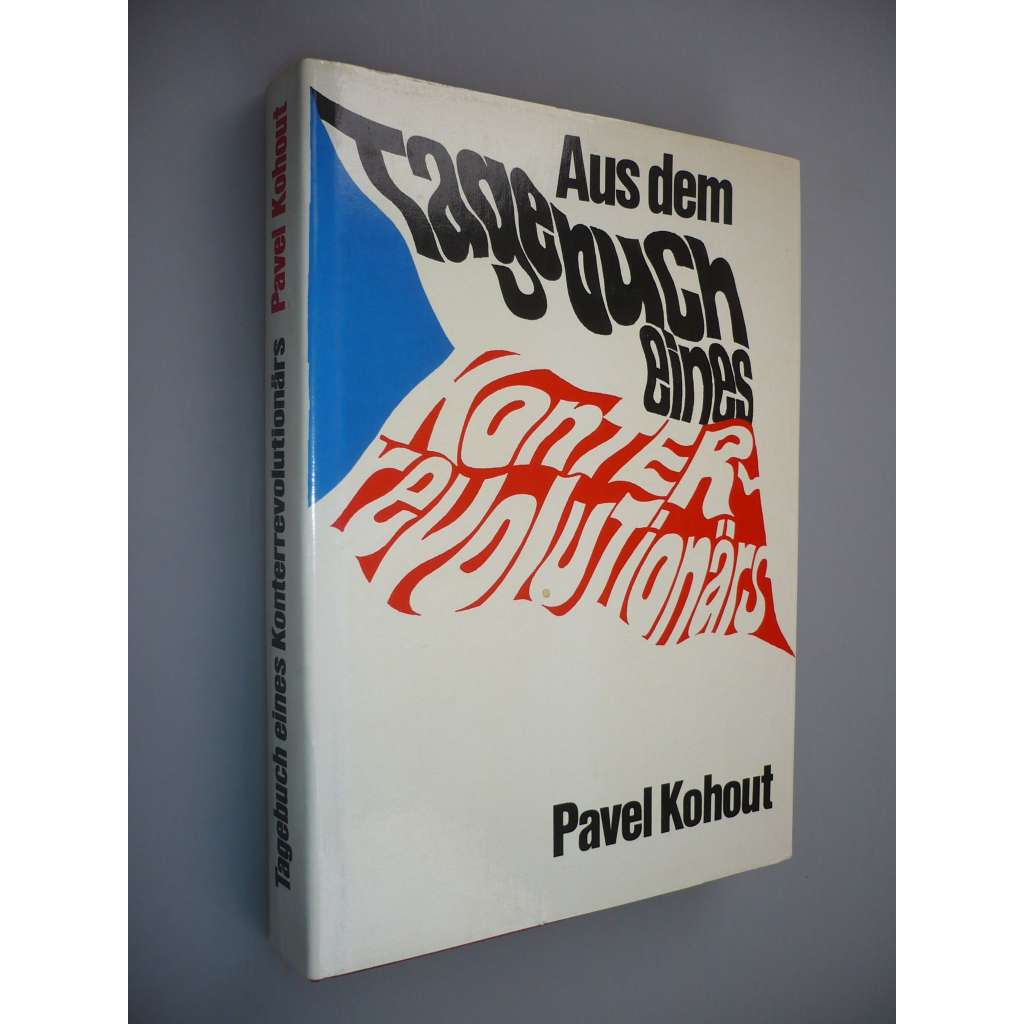 Aus dem
Tagebuch
eines
Konter-
revolutionärs
Pavel Kohout
Tagebuch eines Konterrevolutionärs Pavel Kohout